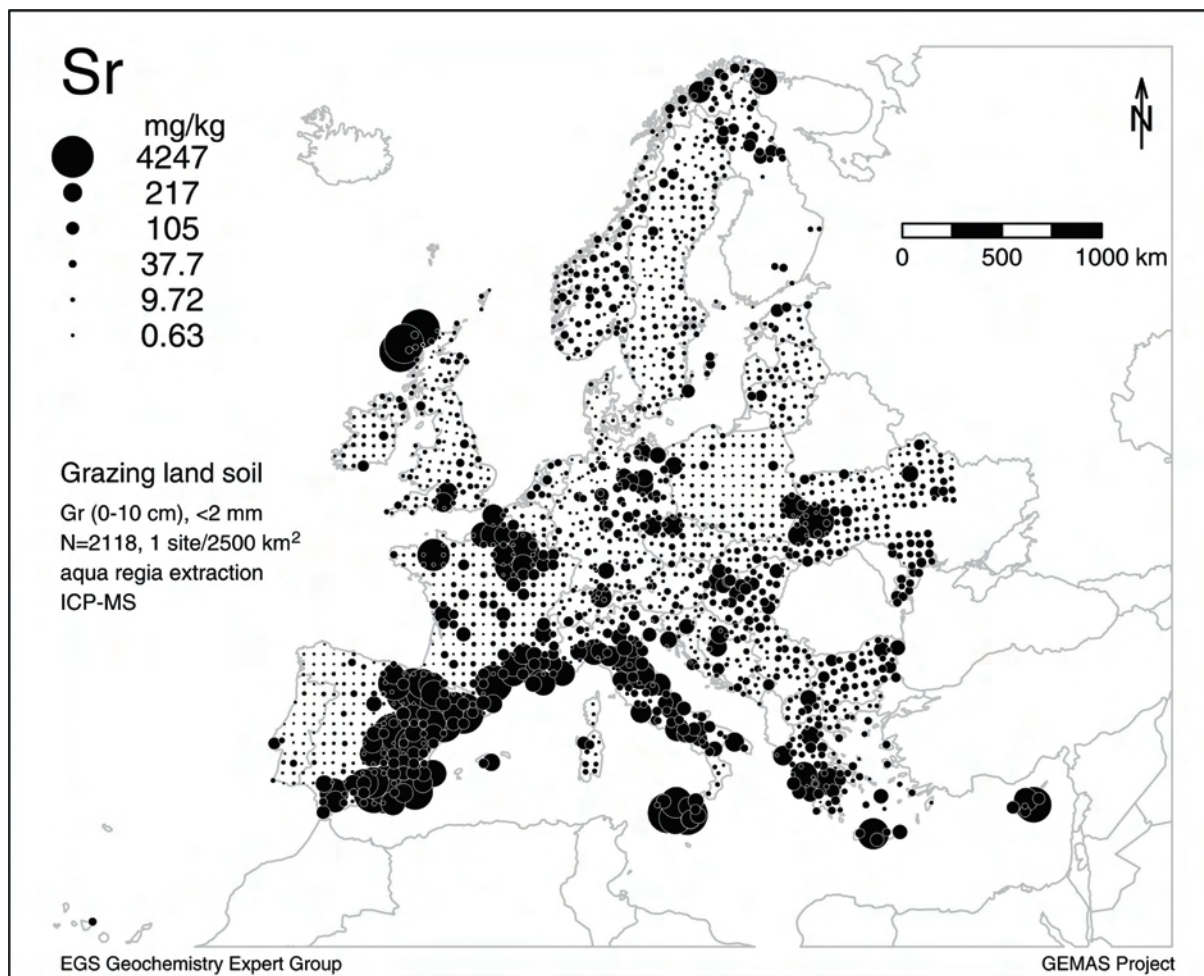 Sr
mg/kg
4247
217
105
37.7
9.72
0.63
N
0 500 1000 km
Grazing land soil
Gr (0-10 cm), <2 mm
N=2118, 1 site/2500 km²
aqua regia extraction
ICP-MS
EGS Geochemistry Expert Group GEMAS Project